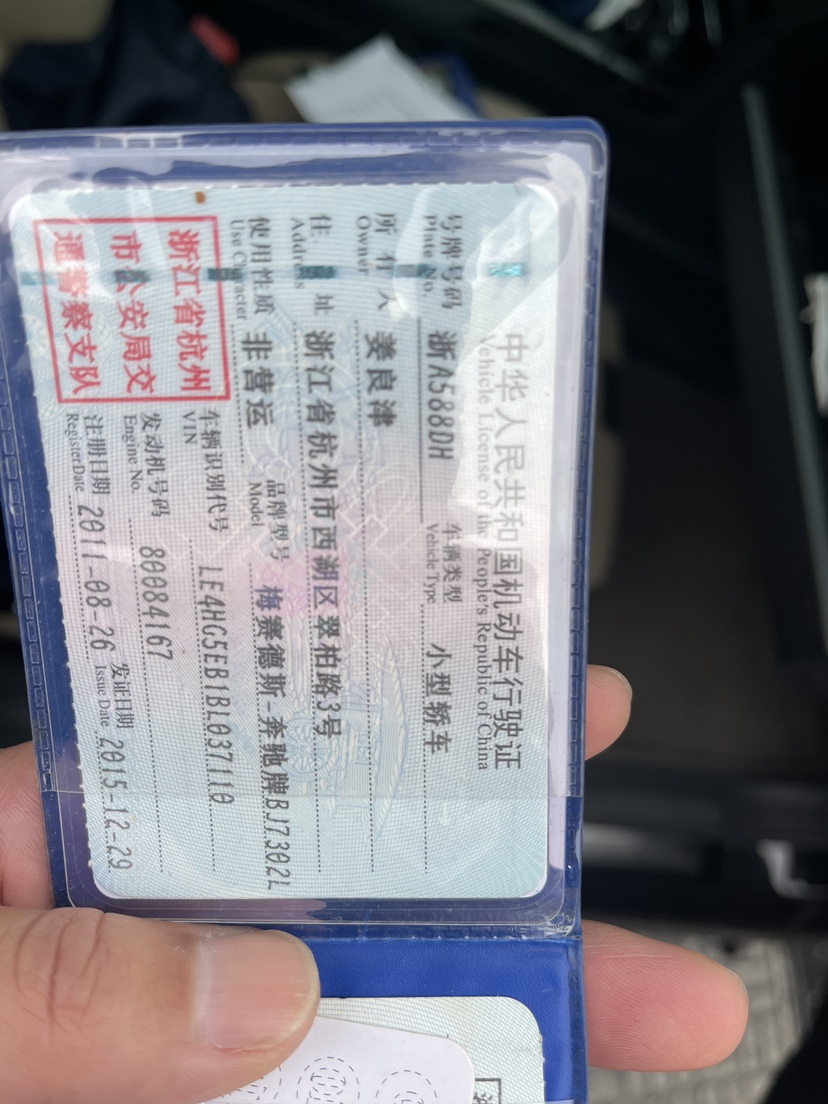 中华人民共和国机动车行驶证
Vehicle License of the People's Republic of China
号牌号码 浙A588DH 车辆类型 小型轿车
Plate No. Vehicle Type
所有人 姜良津
Owner
住址 浙江省杭州市西湖区翠柏路3号
Address
使用性质 非营运 品牌型号 梅赛德斯-奔驰牌BJ7302L
Use Character Model
浙江省杭州
市公安局交
通警察支队
车辆识别代号 LE4HG5EB1BL037110
VIN
发动机号码 80084167
Engine No.
注册日期 2011-08-26 发证日期 2015-12-29
Register Date Issue Date